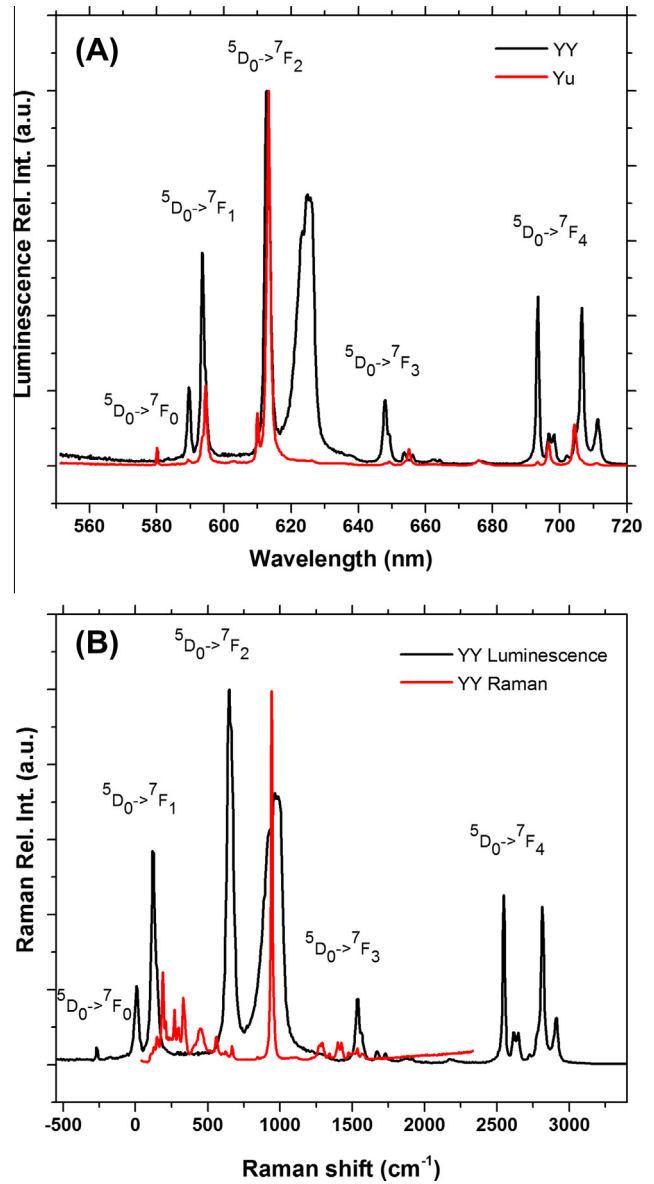 (A)
⁵D₀->⁷F₂
YY
Yu
⁵D₀->⁷F₁
⁵D₀->⁷F₄
⁵D₀->⁷F₃
⁵D₀->⁷F₀
Luminescence Rel. Int. (a.u.)
560 580 600 620 640 660 680 700 720
Wavelength (nm)
(B)
⁵D₀->⁷F₂
YY Luminescence
YY Raman
⁵D₀->⁷F₁
⁵D₀->⁷F₄
⁵D₀->⁷F₃
⁵D₀->⁷F₀
Raman Rel. Int. (a.u.)
-500 0 500 1000 1500 2000 2500 3000
Raman shift (cm⁻¹)